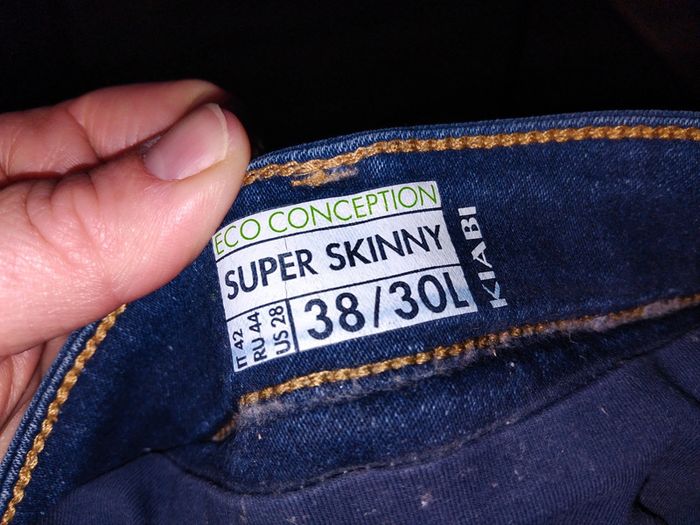 ECO CONCEPTION
SUPER SKINNY
IT 42
RU 44
US 28
38/30L
KIABI